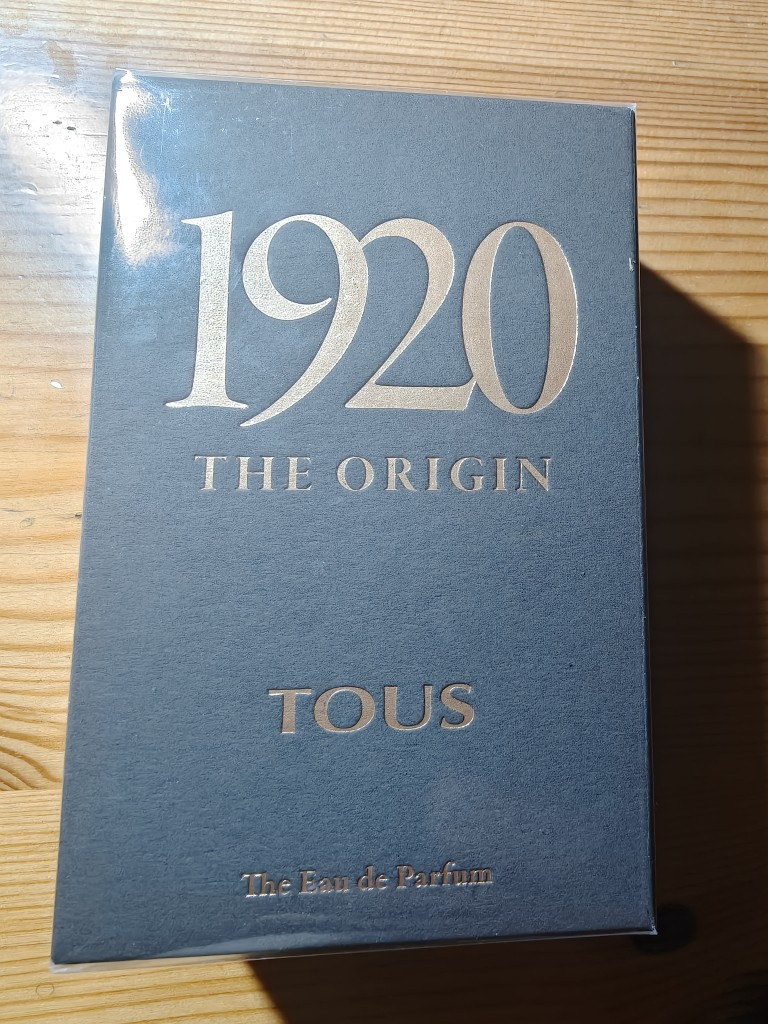 1920
THE ORIGIN
TOUS
The Eau de Parfum